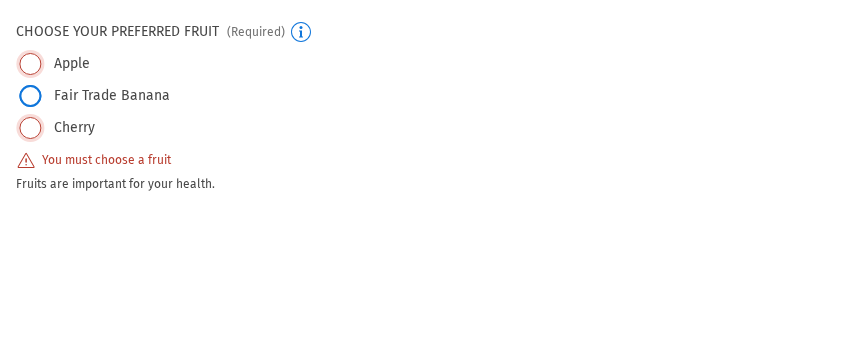 CHOOSE YOUR PREFERRED FRUIT (Required)
Apple
Fair Trade Banana
Cherry
You must choose a fruit
Fruits are important for your health.